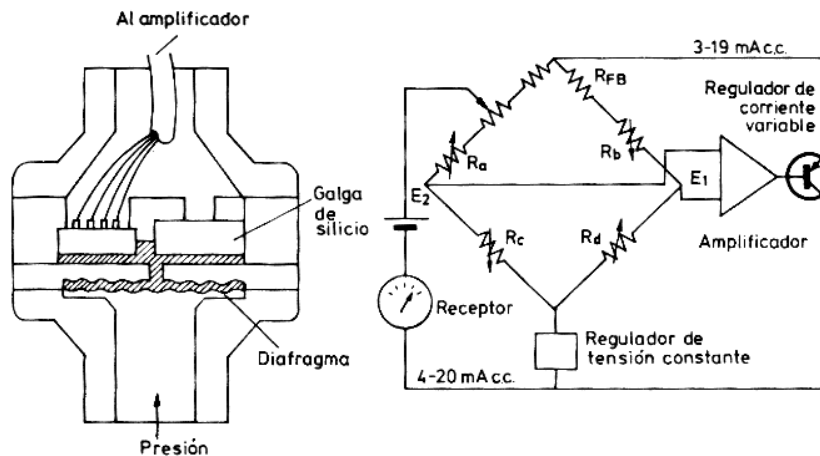 Al amplificador
Galga
de
silicio
Diafragma
Presión
3-19 mA c.c.
R_FB
Regulador de
corriente
variable
R_a
R_b
E_2
E_1
Amplificador
R_c
R_d
Receptor
Regulador de
tensión constante
4-20 mA c.c.